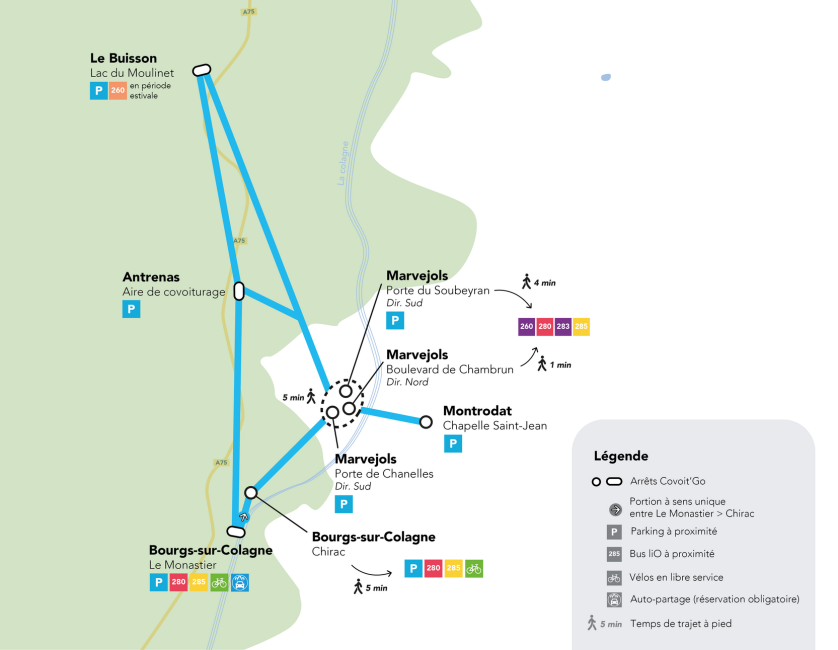 A75
Le Buisson
Lac du Moulinet
P 260 en période
estivale
La colagne
A75
Antrenas
Aire de covoiturage
P
Marvejols
Porte du Soubeyran
Dir. Sud
P
4 min
260 280 283 285
Marvejols
Boulevard de Chambrun
Dir. Nord
1 min
5 min
Montrodat
Chapelle Saint-Jean
P
Marvejols
Porte de Chanelles
Dir. Sud
P
A75
Bourgs-sur-Colagne
Chirac
P 280 285
5 min
Bourgs-sur-Colagne
Le Monastier
P 280 285
Légende
Arrêts Covoit'Go
Portion à sens unique
entre Le Monastier > Chirac
P Parking à proximité
285 Bus liO à proximité
Vélos en libre service
Auto-partage (réservation obligatoire)
5 min Temps de trajet à pied